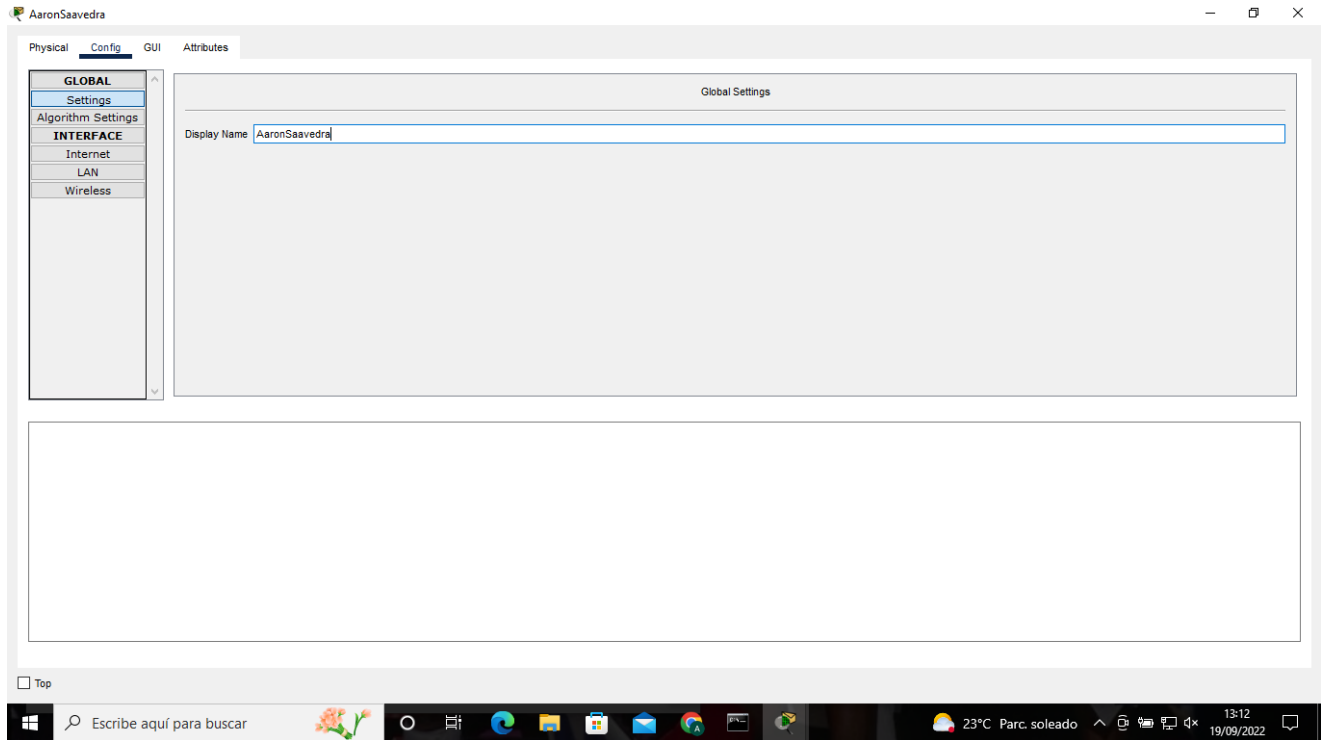 AaronSaavedra
Physical Config GUI Attributes
GLOBAL
Settings
Algorithm Settings
INTERFACE
Internet
LAN
Wireless
Global Settings
Display Name AaronSaavedra
Top
Escribe aquí para buscar
23°C Parc. soleado
13:12
19/09/2022